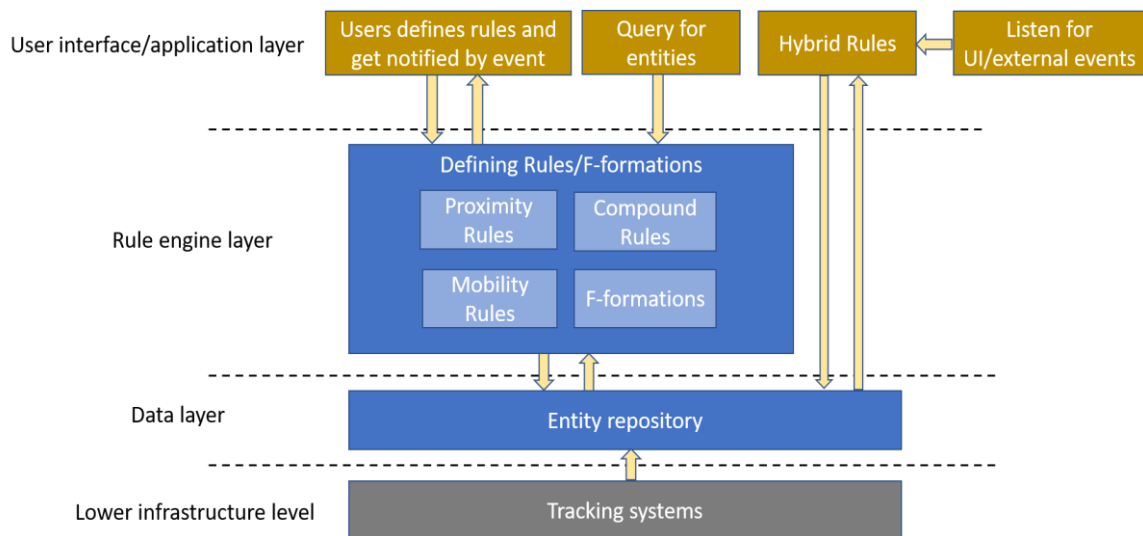 User interface/application layer
Users defines rules and
get notified by event
Query for
entities
Hybrid Rules
Listen for
UI/external events
Rule engine layer
Defining Rules/F-formations
Proximity
Rules
Compound
Rules
Mobility
Rules
F-formations
Data layer
Entity repository
Lower infrastructure level
Tracking systems